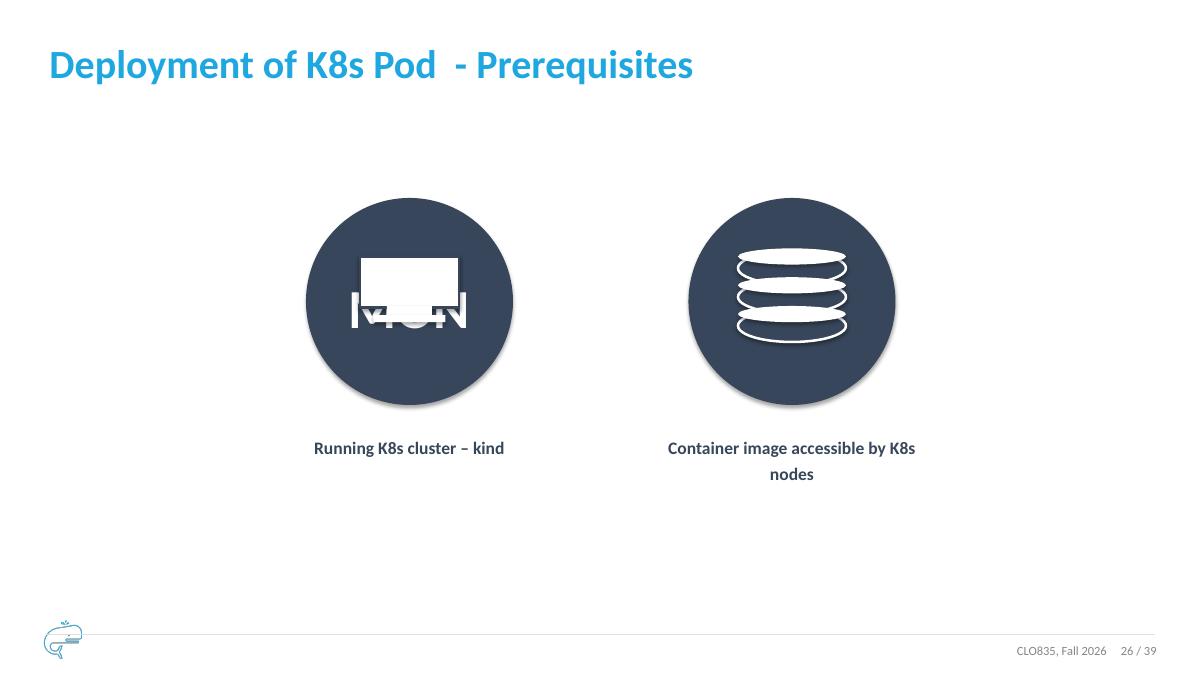 Deployment of K8s Pod  - Prerequisites
Running K8s cluster – kind
Container image accessible by K8s
nodes
CLO835, Fall 2026 26 / 39